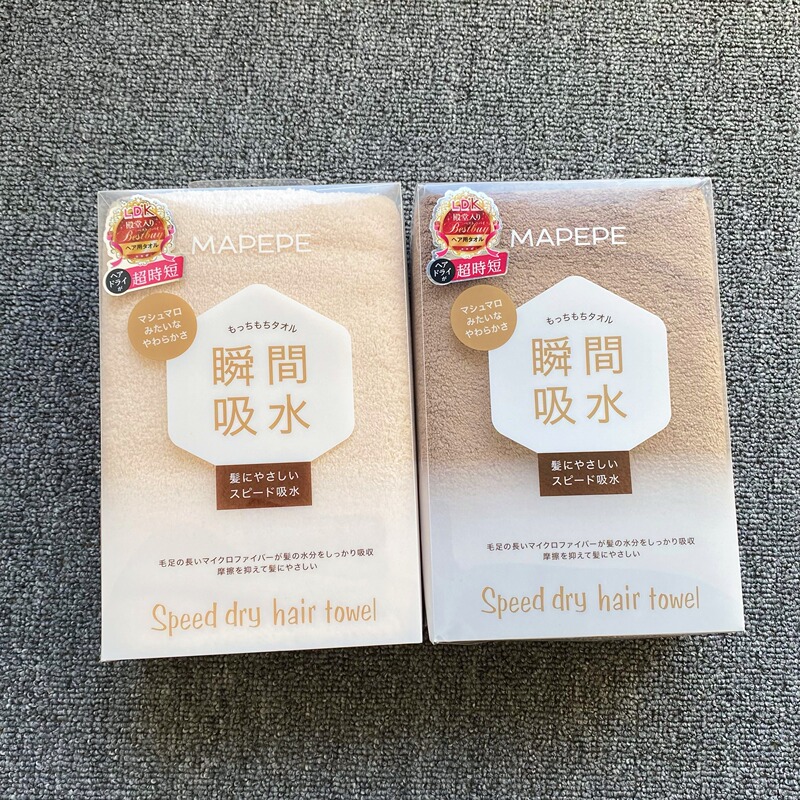 LDK
殿堂入り
Bestbuy
ヘア用タオル
ヘア
ドライが
超時短
MAPEPE
マシュマロ
みたいな
やわらかさ
もっちもちタオル
瞬間
吸水
髪にやさしい
スピード吸水
毛足の長いマイクロファイバーが髪の水分をしっかり吸収
摩擦を抑えて髪にやさしい
Speed dry hair towel
LDK
殿堂入り
Bestbuy
ヘア用タオル
ヘア
ドライが
超時短
MAPEPE
マシュマロ
みたいな
やわらかさ
もっちもちタオル
瞬間
吸水
髪にやさしい
スピード吸水
毛足の長いマイクロファイバーが髪の水分をしっかり吸収
摩擦を抑えて髪にやさしい
Speed dry hair towel